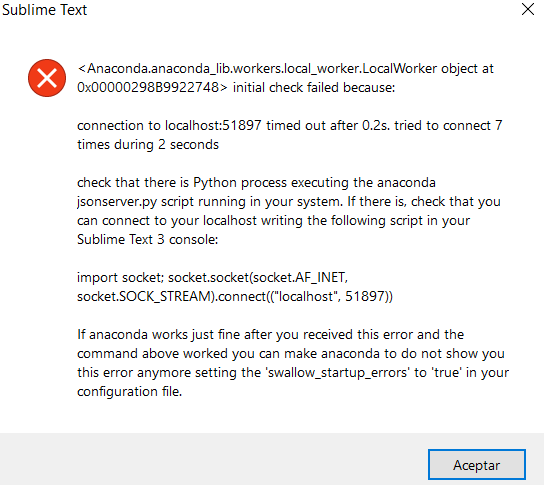 Sublime Text
<Anaconda.anaconda_lib.workers.local_worker.LocalWorker object at
0x00000298B9922748> initial check failed because:
connection to localhost:51897 timed out after 0.2s. tried to connect 7
times during 2 seconds
check that there is Python process executing the anaconda
jsonserver.py script running in your system. If there is, check that you
can connect to your localhost writing the following script in your
Sublime Text 3 console:
import socket; socket.socket(socket.AF_INET,
socket.SOCK_STREAM).connect(("localhost", 51897))
If anaconda works just fine after you received this error and the
command above worked you can make anaconda to do not show you
this error anymore setting the 'swallow_startup_errors' to 'true' in your
configuration file.
Aceptar